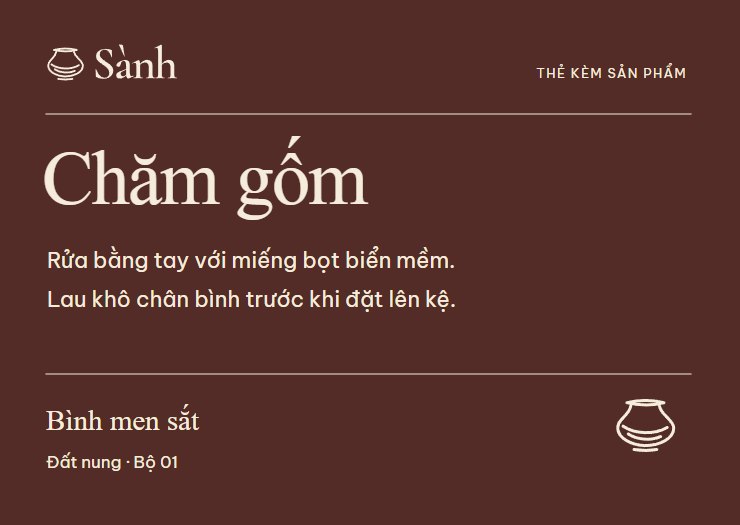 Sành
THẺ KÈM SẢN PHẨM
Chăm gốm
Rửa bằng tay với miếng bọt biển mềm.
Lau khô chân bình trước khi đặt lên kệ.
Bình men sắt
Đất nung · Bộ 01